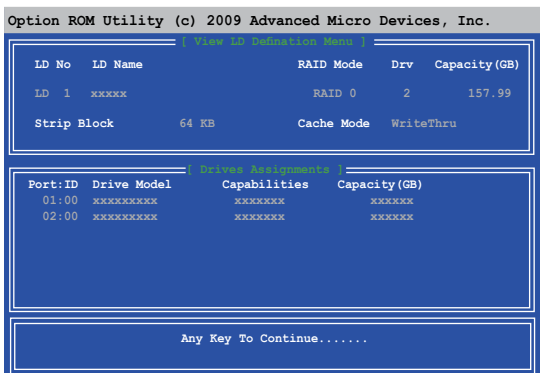 Option ROM Utility (c) 2009 Advanced Micro Devices, Inc.
[ View LD Defination Menu ]
LD No LD Name RAID Mode Drv Capacity(GB)
LD 1 xxxxx RAID 0 2 157.99
Strip Block 64 KB Cache Mode WriteThru
[ Drives Assignments ]
Port:ID Drive Model Capabilities Capacity(GB)
01:00 xxxxxxxxx xxxxxxx xxxxxx
02:00 xxxxxxxxx xxxxxxx xxxxxx
Any Key To Continue.......